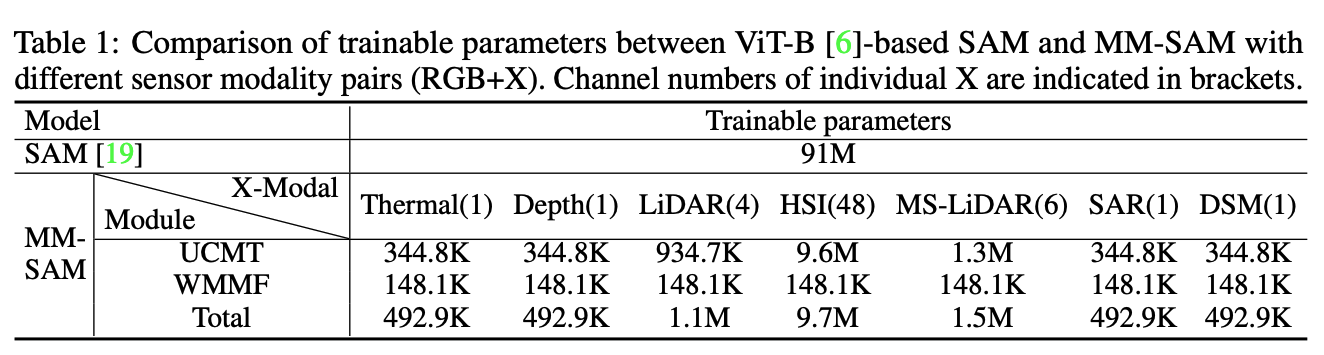 Table 1: Comparison of trainable parameters between ViT-B [6]-based SAM and MM-SAM with
different sensor modality pairs (RGB+X). Channel numbers of individual X are indicated in brackets.
Model Trainable parameters
SAM [19] 91M
MM-SAM Module X-Modal Thermal(1) Depth(1) LiDAR(4) HSI(48) MS-LiDAR(6) SAR(1) DSM(1)
UCMT 344.8K 344.8K 934.7K 9.6M 1.3M 344.8K 344.8K
WMMF 148.1K 148.1K 148.1K 148.1K 148.1K 148.1K 148.1K
Total 492.9K 492.9K 1.1M 9.7M 1.5M 492.9K 492.9K